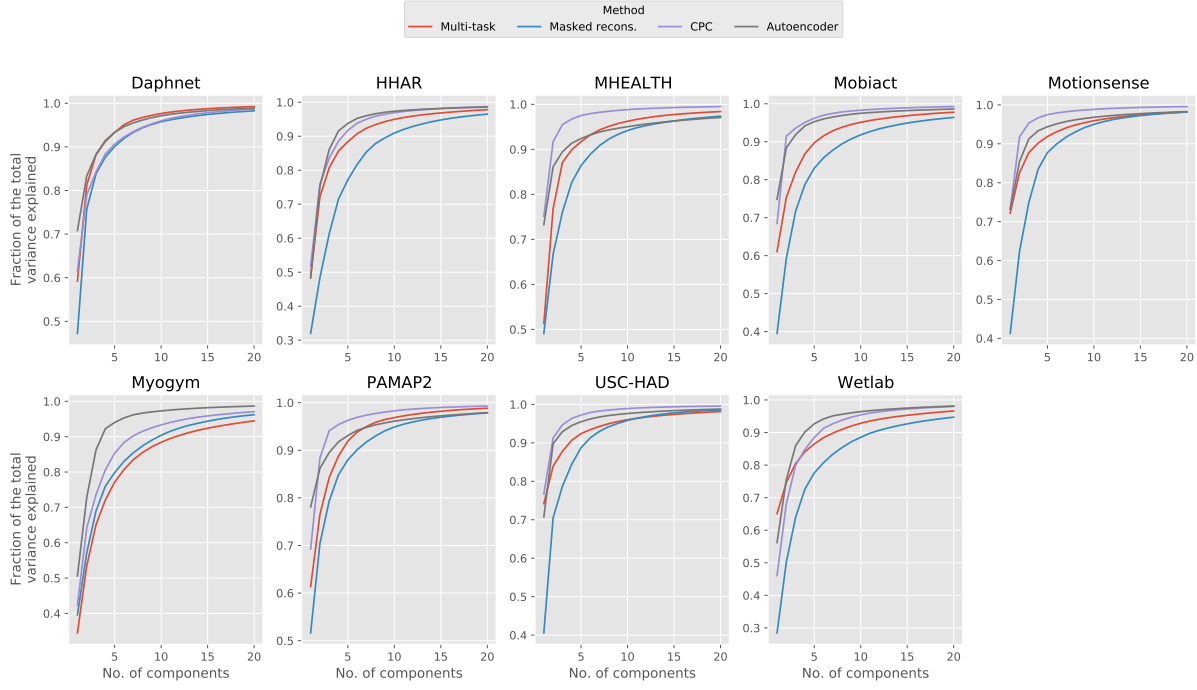 Method
Multi-task Masked recons. CPC Autoencoder
Daphnet HHAR MHEALTH Mobiact Motionsense
Fraction of the total
variance explained
1.0 0.9 0.8 0.7 0.6 0.5
5 10 15 20
1.0 0.9 0.8 0.7 0.6 0.5 0.4 0.3
5 10 15 20
1.0 0.9 0.8 0.7 0.6 0.5
5 10 15 20
1.0 0.9 0.8 0.7 0.6 0.5 0.4
5 10 15 20
1.0 0.9 0.8 0.7 0.6 0.5 0.4
5 10 15 20
Myogym PAMAP2 USC-HAD Wetlab
Fraction of the total
variance explained
1.0 0.9 0.8 0.7 0.6 0.5 0.4
5 10 15 20
No. of components
1.0 0.9 0.8 0.7 0.6 0.5
5 10 15 20
No. of components
1.0 0.9 0.8 0.7 0.6 0.5 0.4
5 10 15 20
No. of components
1.0 0.9 0.8 0.7 0.6 0.5 0.4 0.3
5 10 15 20
No. of components